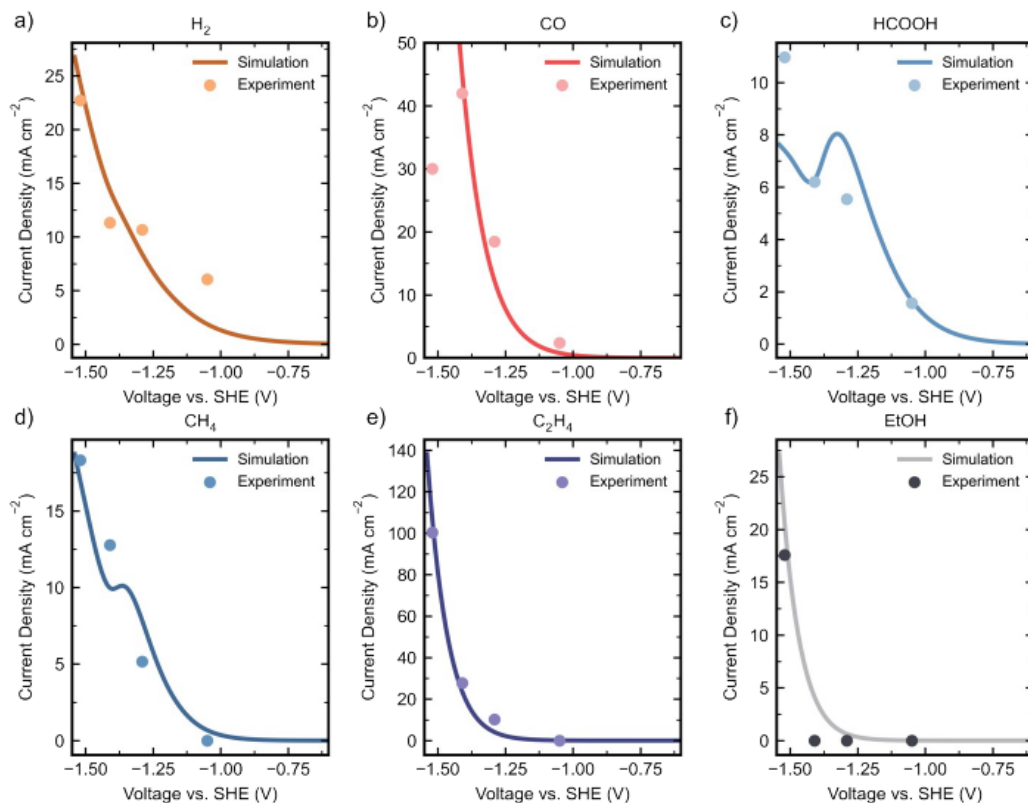 a) H₂
25
20
15
10
5
0
Current Density (mA cm⁻²)
Simulation
Experiment
−1.50 −1.25 −1.00 −0.75
Voltage vs. SHE (V)
b) CO
50
40
30
20
10
0
Current Density (mA cm⁻²)
Simulation
Experiment
−1.50 −1.25 −1.00 −0.75
Voltage vs. SHE (V)
c) HCOOH
10
8
6
4
2
0
Current Density (mA cm⁻²)
Simulation
Experiment
−1.50 −1.25 −1.00 −0.75
Voltage vs. SHE (V)
d) CH₄
15
10
5
0
Current Density (mA cm⁻²)
Simulation
Experiment
−1.50 −1.25 −1.00 −0.75
Voltage vs. SHE (V)
e) C₂H₄
140
120
100
80
60
40
20
0
Current Density (mA cm⁻²)
Simulation
Experiment
−1.50 −1.25 −1.00 −0.75
Voltage vs. SHE (V)
f) EtOH
25
20
15
10
5
0
Current Density (mA cm⁻²)
Simulation
Experiment
−1.50 −1.25 −1.00 −0.75
Voltage vs. SHE (V)